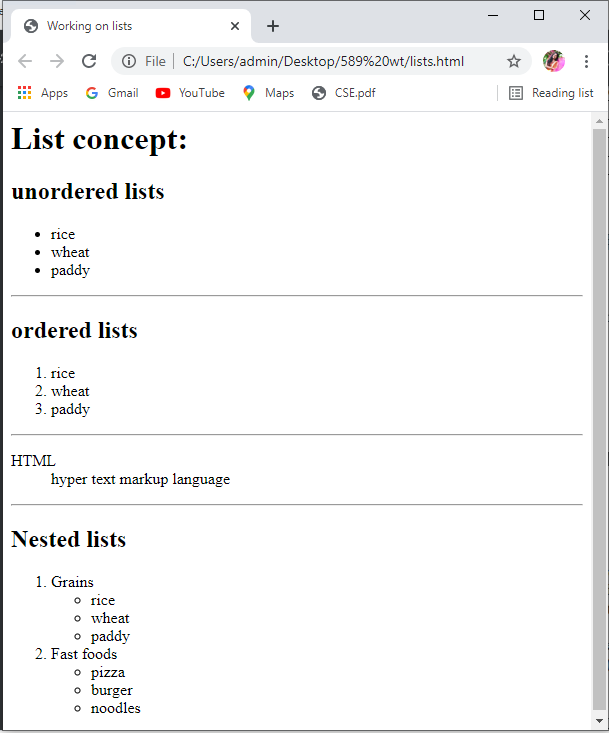 Working on lists
File C:/Users/admin/Desktop/589%20wt/lists.html
Apps Gmail YouTube Maps CSE.pdf Reading list
List concept:
unordered lists
• rice
• wheat
• paddy
ordered lists
1. rice
2. wheat
3. paddy
HTML
hyper text markup language
Nested lists
1. Grains
◦ rice
◦ wheat
◦ paddy
2. Fast foods
◦ pizza
◦ burger
◦ noodles